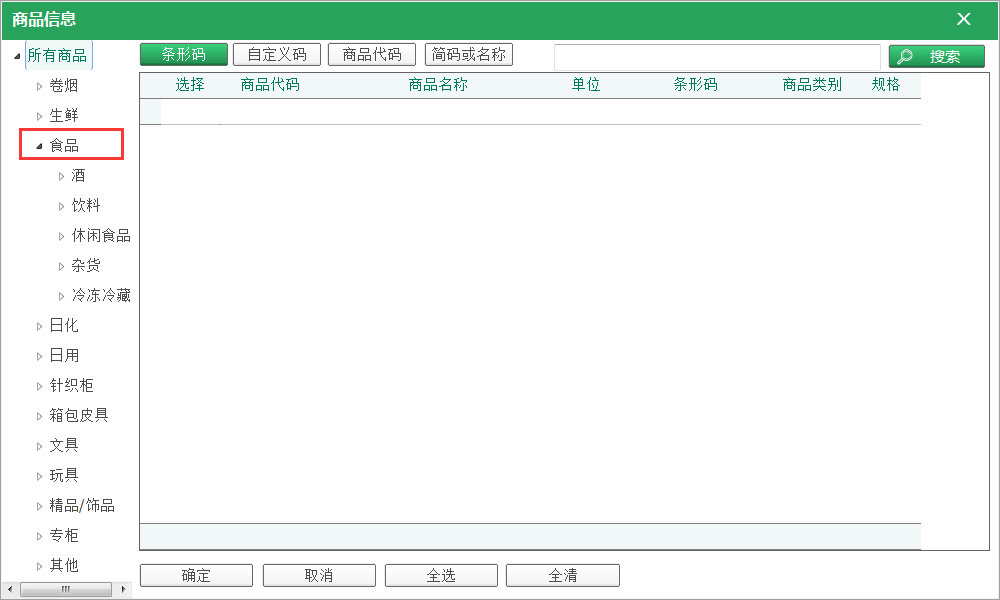 商品信息
所有商品
卷烟
生鲜
食品
酒
饮料
休闲食品
杂货
冷冻冷藏
日化
日用
针织柜
箱包皮具
文具
玩具
精品/饰品
专柜
其他
条形码 自定义码 商品代码 简码或名称 搜索
选择 商品代码 商品名称 单位 条形码 商品类别 规格
确定 取消 全选 全清